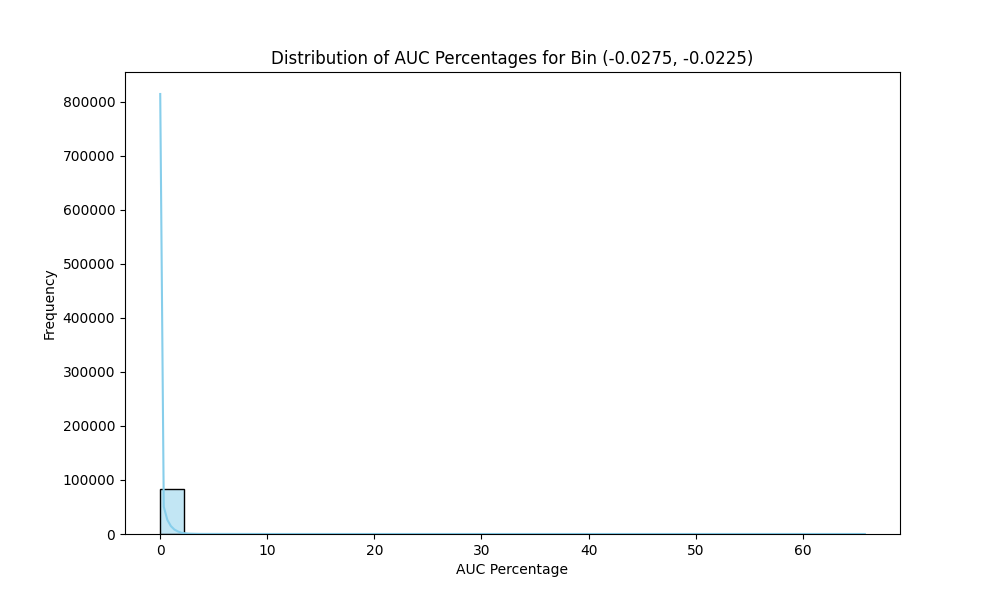 Distribution of AUC Percentages for Bin (-0.0275, -0.0225)
800000
700000
600000
500000
400000
300000
200000
100000
0
Frequency
0 10 20 30 40 50 60
AUC Percentage